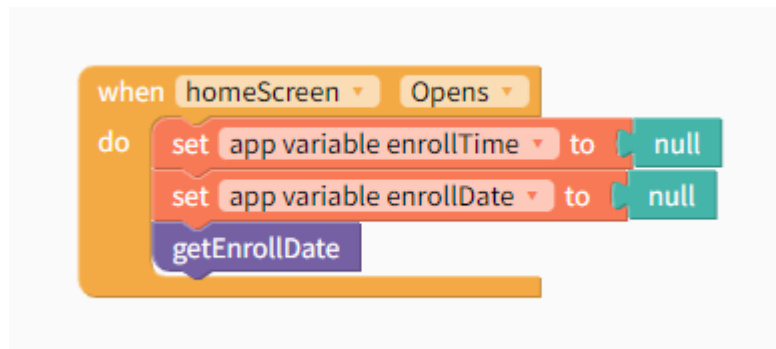 when homeScreen Opens
do set app variable enrollTime to null
set app variable enrollDate to null
getEnrollDate